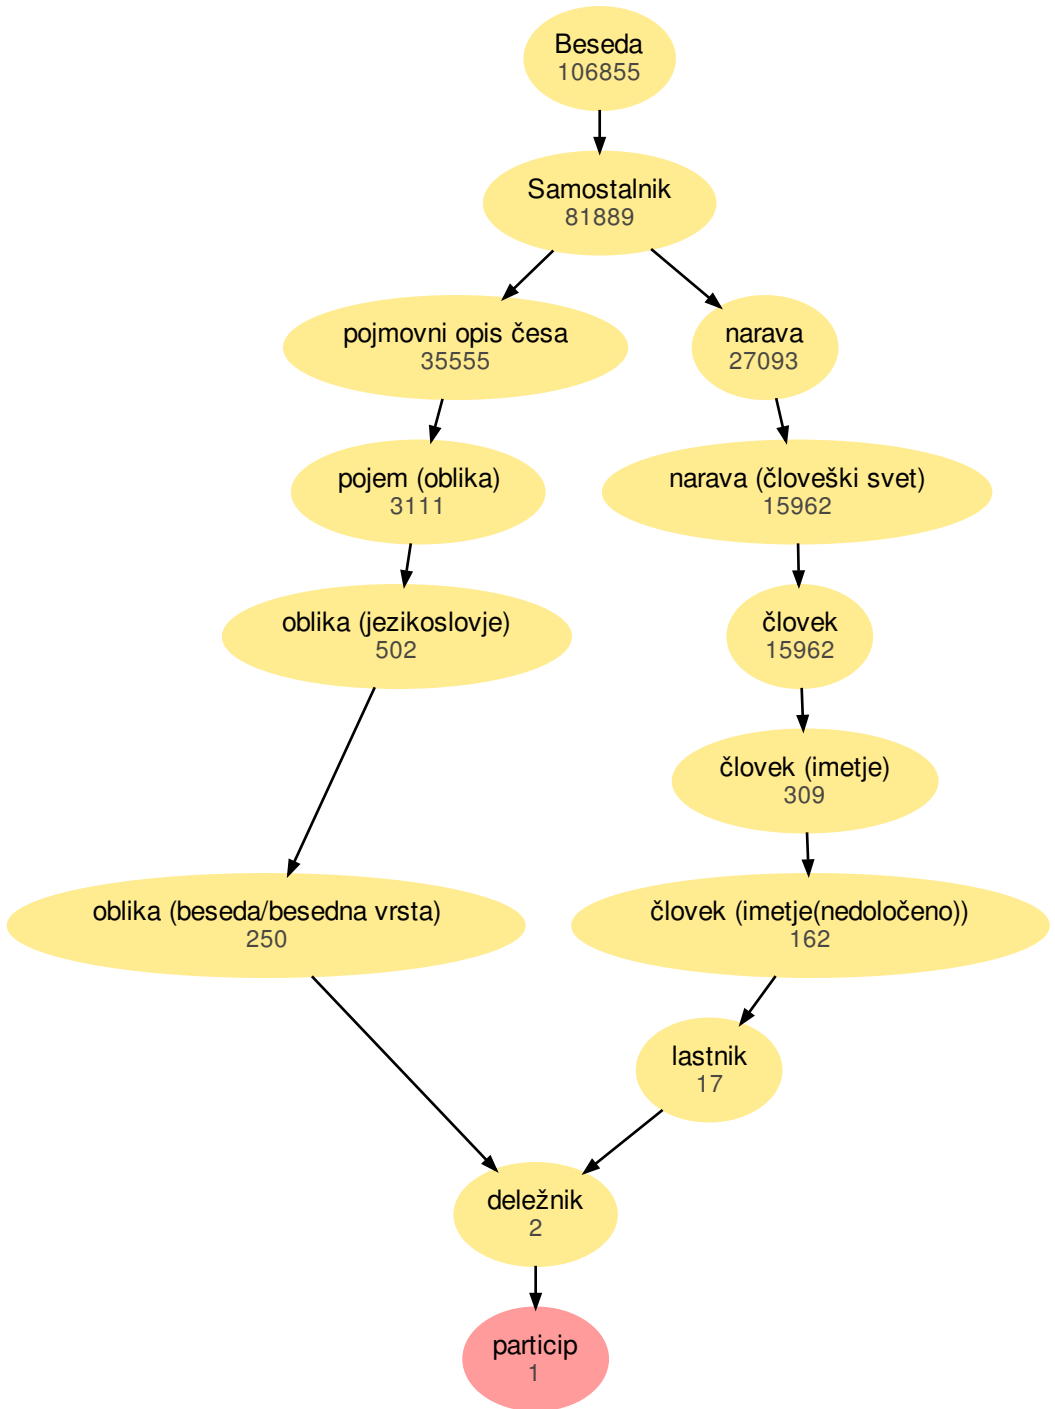 Beseda
106855
Samostalnik
81889
pojmovni opis česa
35555
narava
27093
pojem (oblika)
3111
narava (človeški svet)
15962
oblika (jezikoslovje)
502
človek
15962
človek (imetje)
309
oblika (beseda/besedna vrsta)
250
človek (imetje(nedoločeno))
162
lastnik
17
deležnik
2
particip
1